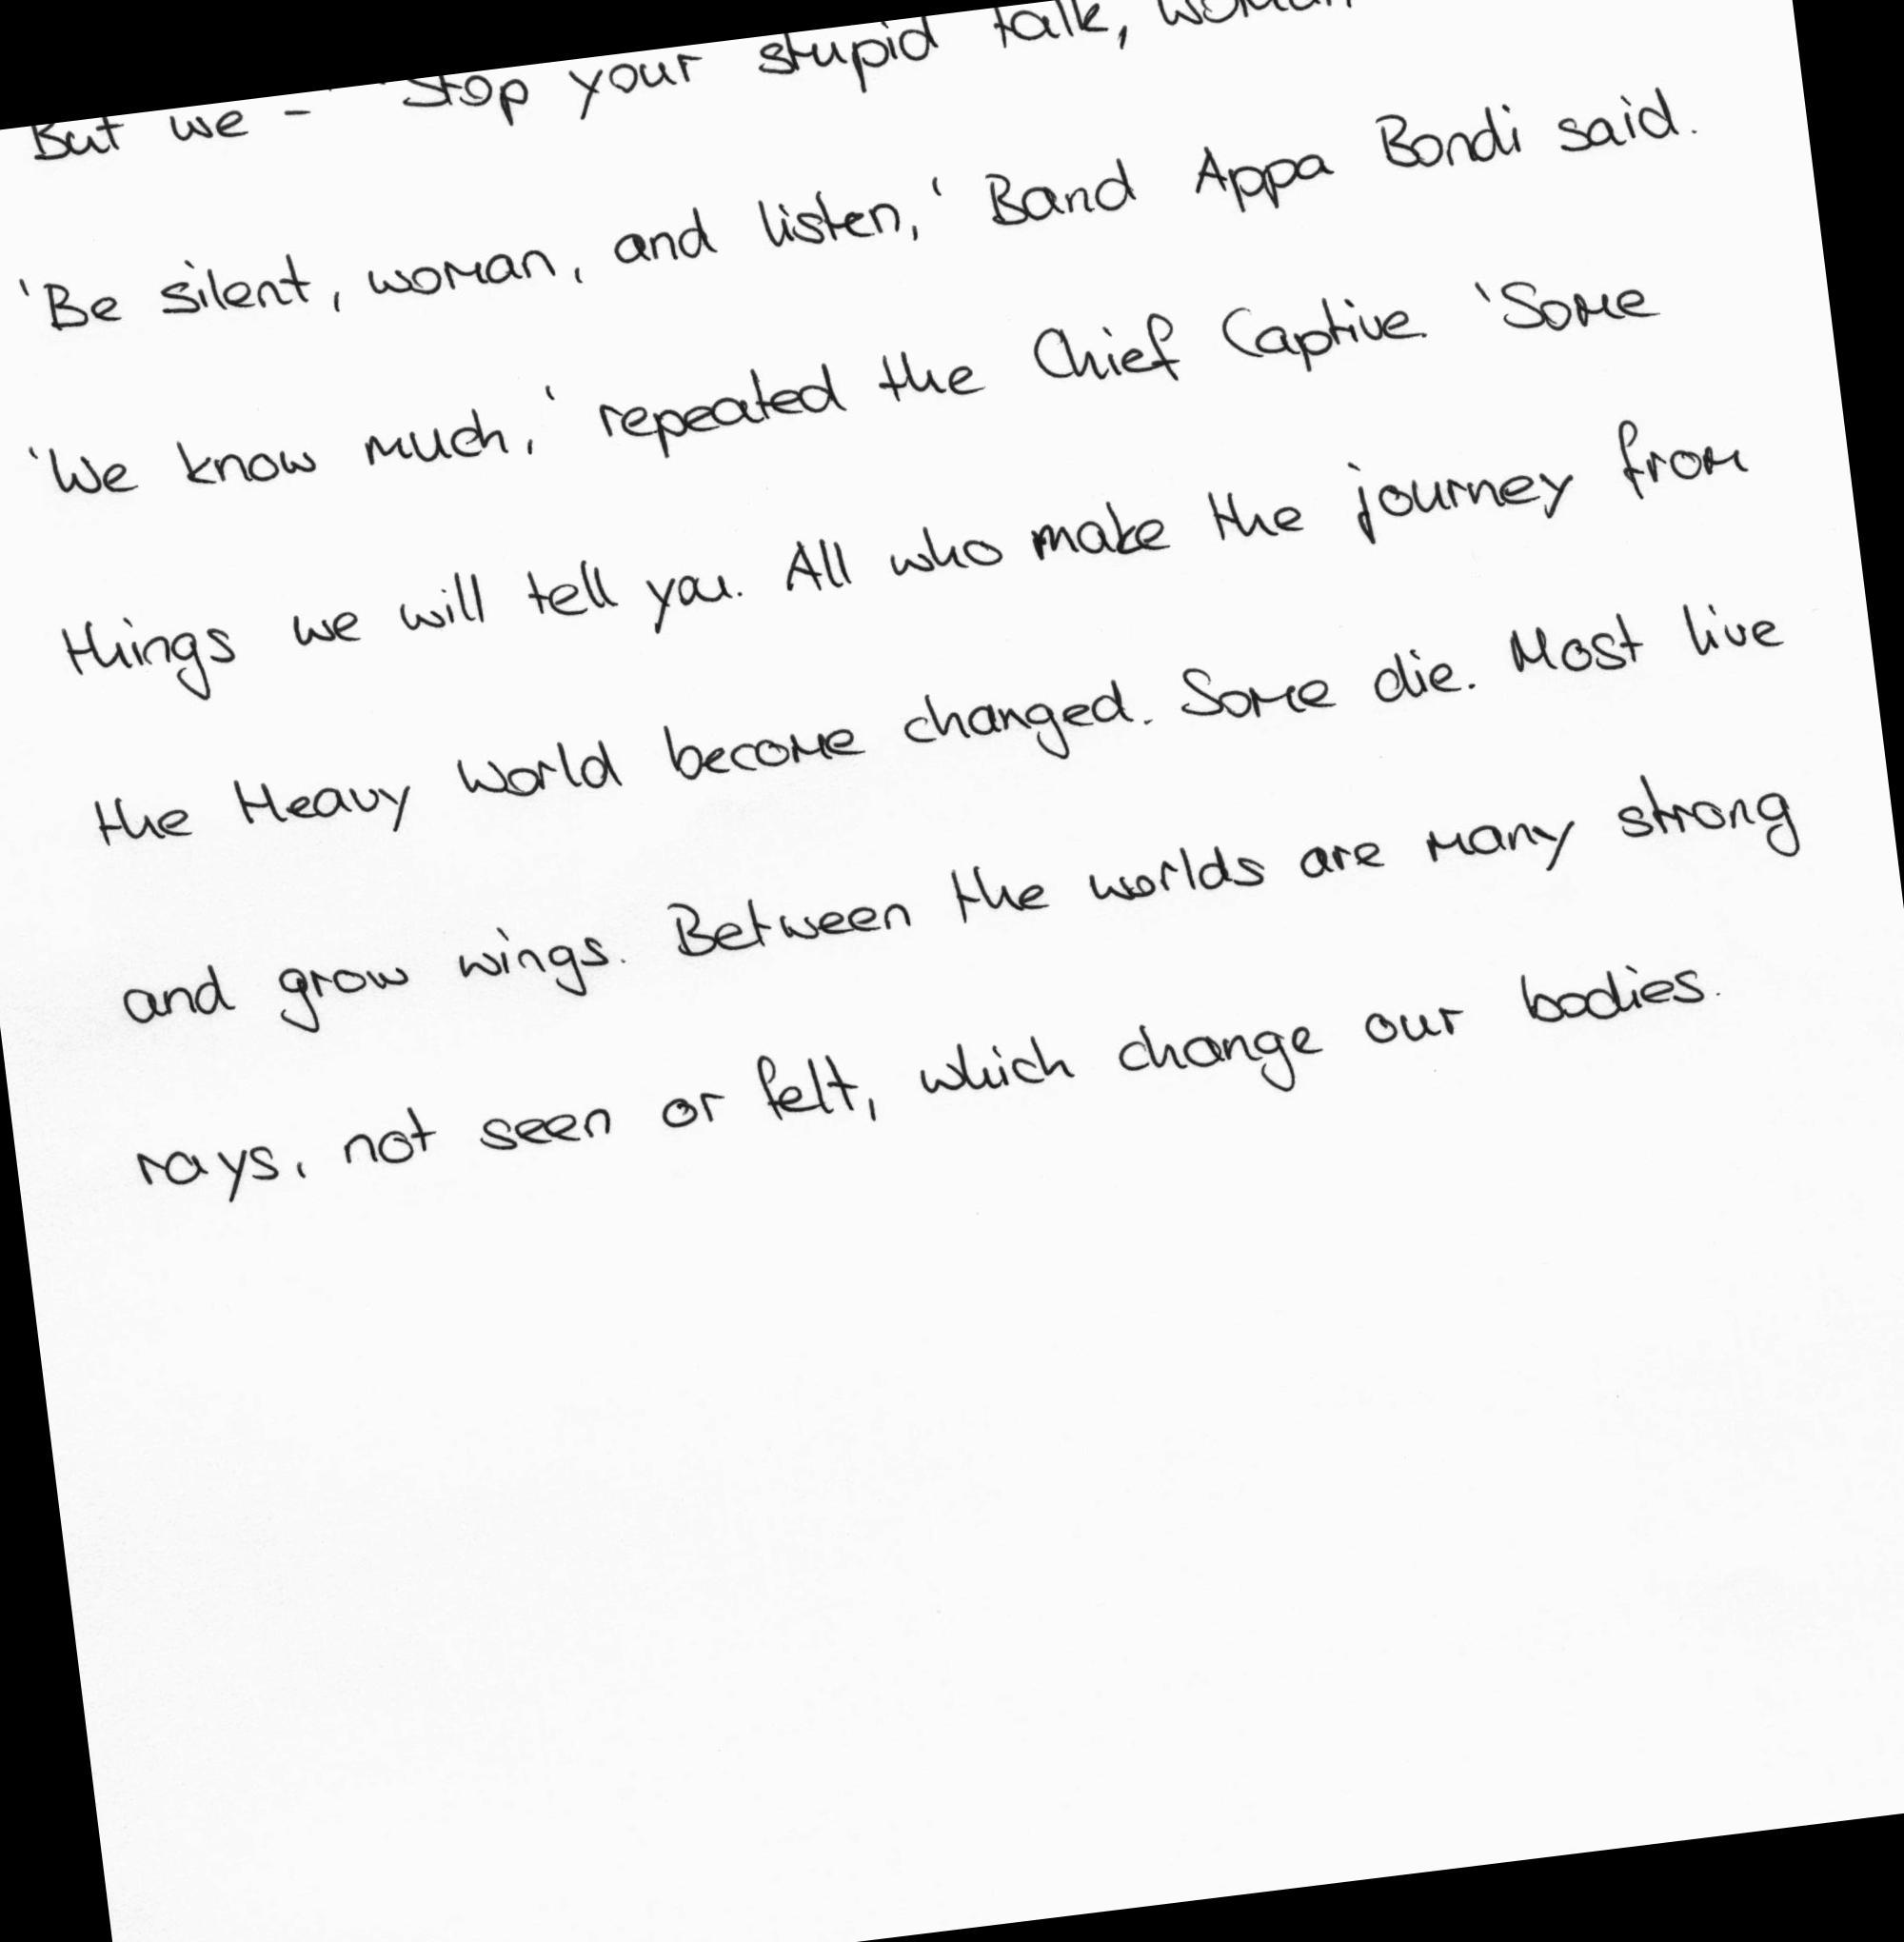 But we - 'Stop your stupid talk, woman
'Be silent, woman, and listen,' Band Appa Bondi said.
'We know much,' repeated the Chief Captive 'Some
things we will tell you. All who make the journey from
the Heavy World become changed. Some die. Most live
and grow wings. Between the worlds are many strong
rays, not seen or felt, which change our bodies.